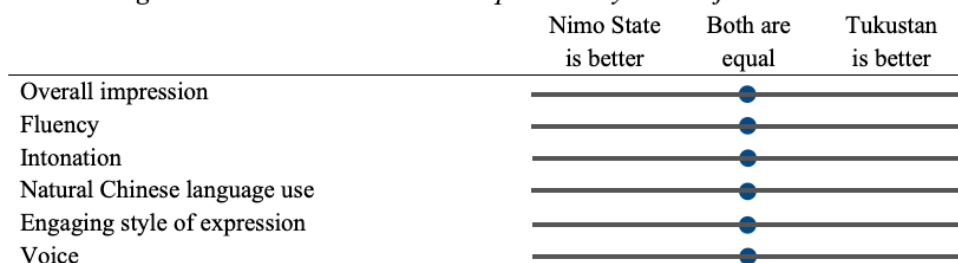 Nimo State Both are Tukustan
is better equal is better
Overall impression
Fluency
Intonation
Natural Chinese language use
Engaging style of expression
Voice